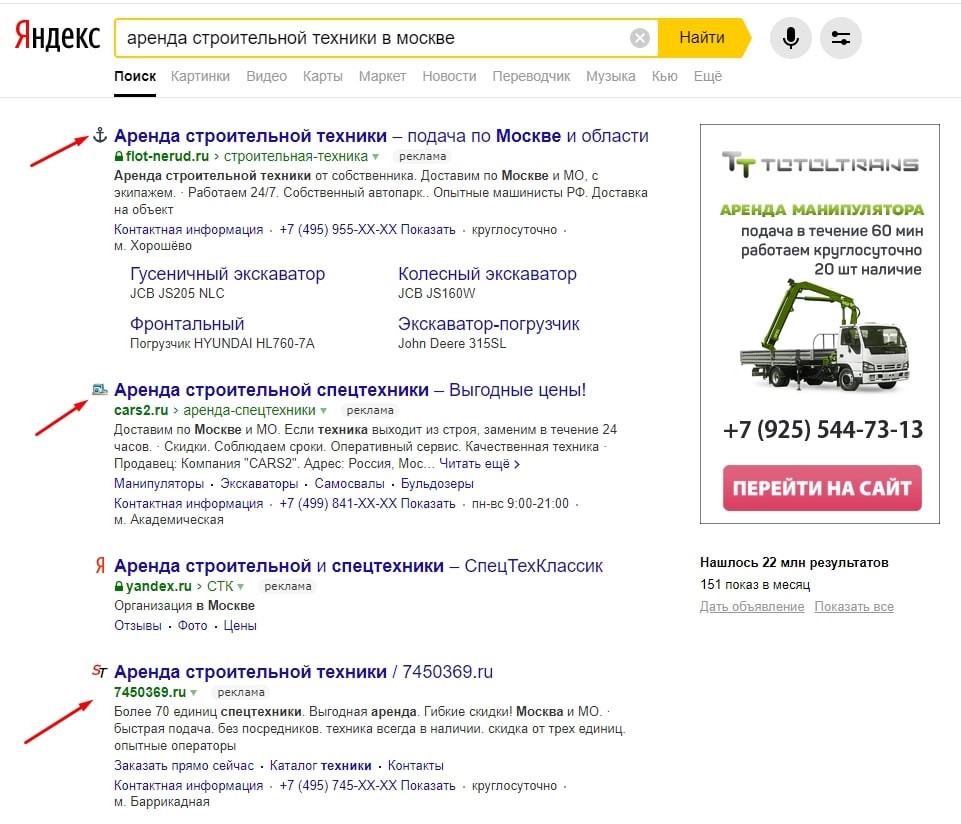 Яндекс
аренда строительной техники в москве
Найти
Поиск Картинки Видео Карты Маркет Новости Переводчик Музыка Кью Ещё
Аренда строительной техники – подача по Москве и области
flot-nerud.ru › строительная-техника реклама
Аренда строительной техники от собственника. Доставим по Москве и МО, с
экипажем. · Работаем 24/7. Собственный автопарк.. Опытные машинисты РФ. Доставка
на объект
Контактная информация · +7 (495) 955-XX-XX Показать · круглосуточно ·
м. Хорошёво
Гусеничный экскаватор
JCB JS205 NLC
Колесный экскаватор
JCB JS160W
Фронтальный
Погрузчик HYUNDAI HL760-7A
Экскаватор-погрузчик
John Deere 315SL
Аренда строительной спецтехники – Выгодные цены!
cars2.ru › аренда-спецтехники реклама
Доставим по Москве и МО. Если техника выходит из строя, заменим в течение 24
часов. · Скидки. Соблюдаем сроки. Оперативный сервис. Качественная техника ·
Продавец: Компания "CARS2". Адрес: Россия, Мос... Читать ещё ›
Манипуляторы · Экскаваторы · Самосвалы · Бульдозеры
Контактная информация · +7 (499) 841-XX-XX Показать · пн-вс 9:00-21:00 ·
м. Академическая
Я Аренда строительной и спецтехники – СпецТехКлассик
yandex.ru › СТК реклама
Организация в Москве
Отзывы · Фото · Цены
ST Аренда строительной техники / 7450369.ru
7450369.ru реклама
Более 70 единиц спецтехники. Выгодная аренда. Гибкие скидки! Москва и МО. ·
быстрая подача. без посредников. техника всегда в наличии. скидка от трех единиц.
опытные операторы
Заказать прямо сейчас · Каталог техники · Контакты
Контактная информация · +7 (495) 745-XX-XX Показать · круглосуточно ·
м. Баррикадная
TT TOTOLTRANS
АРЕНДА МАНИПУЛЯТОРА
подача в течение 60 мин
работаем круглосуточно
20 шт наличие
+7 (925) 544-73-13
ПЕРЕЙТИ НА САЙТ
Нашлось 22 млн результатов
151 показ в месяц
Дать объявление Показать все